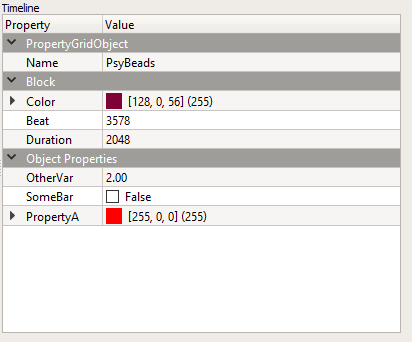 Timeline
Property Value
PropertyGridObject
Name PsyBeads
Block
Color [128, 0, 56] (255)
Beat 3578
Duration 2048
Object Properties
OtherVar 2.00
SomeBar False
PropertyA [255, 0, 0] (255)